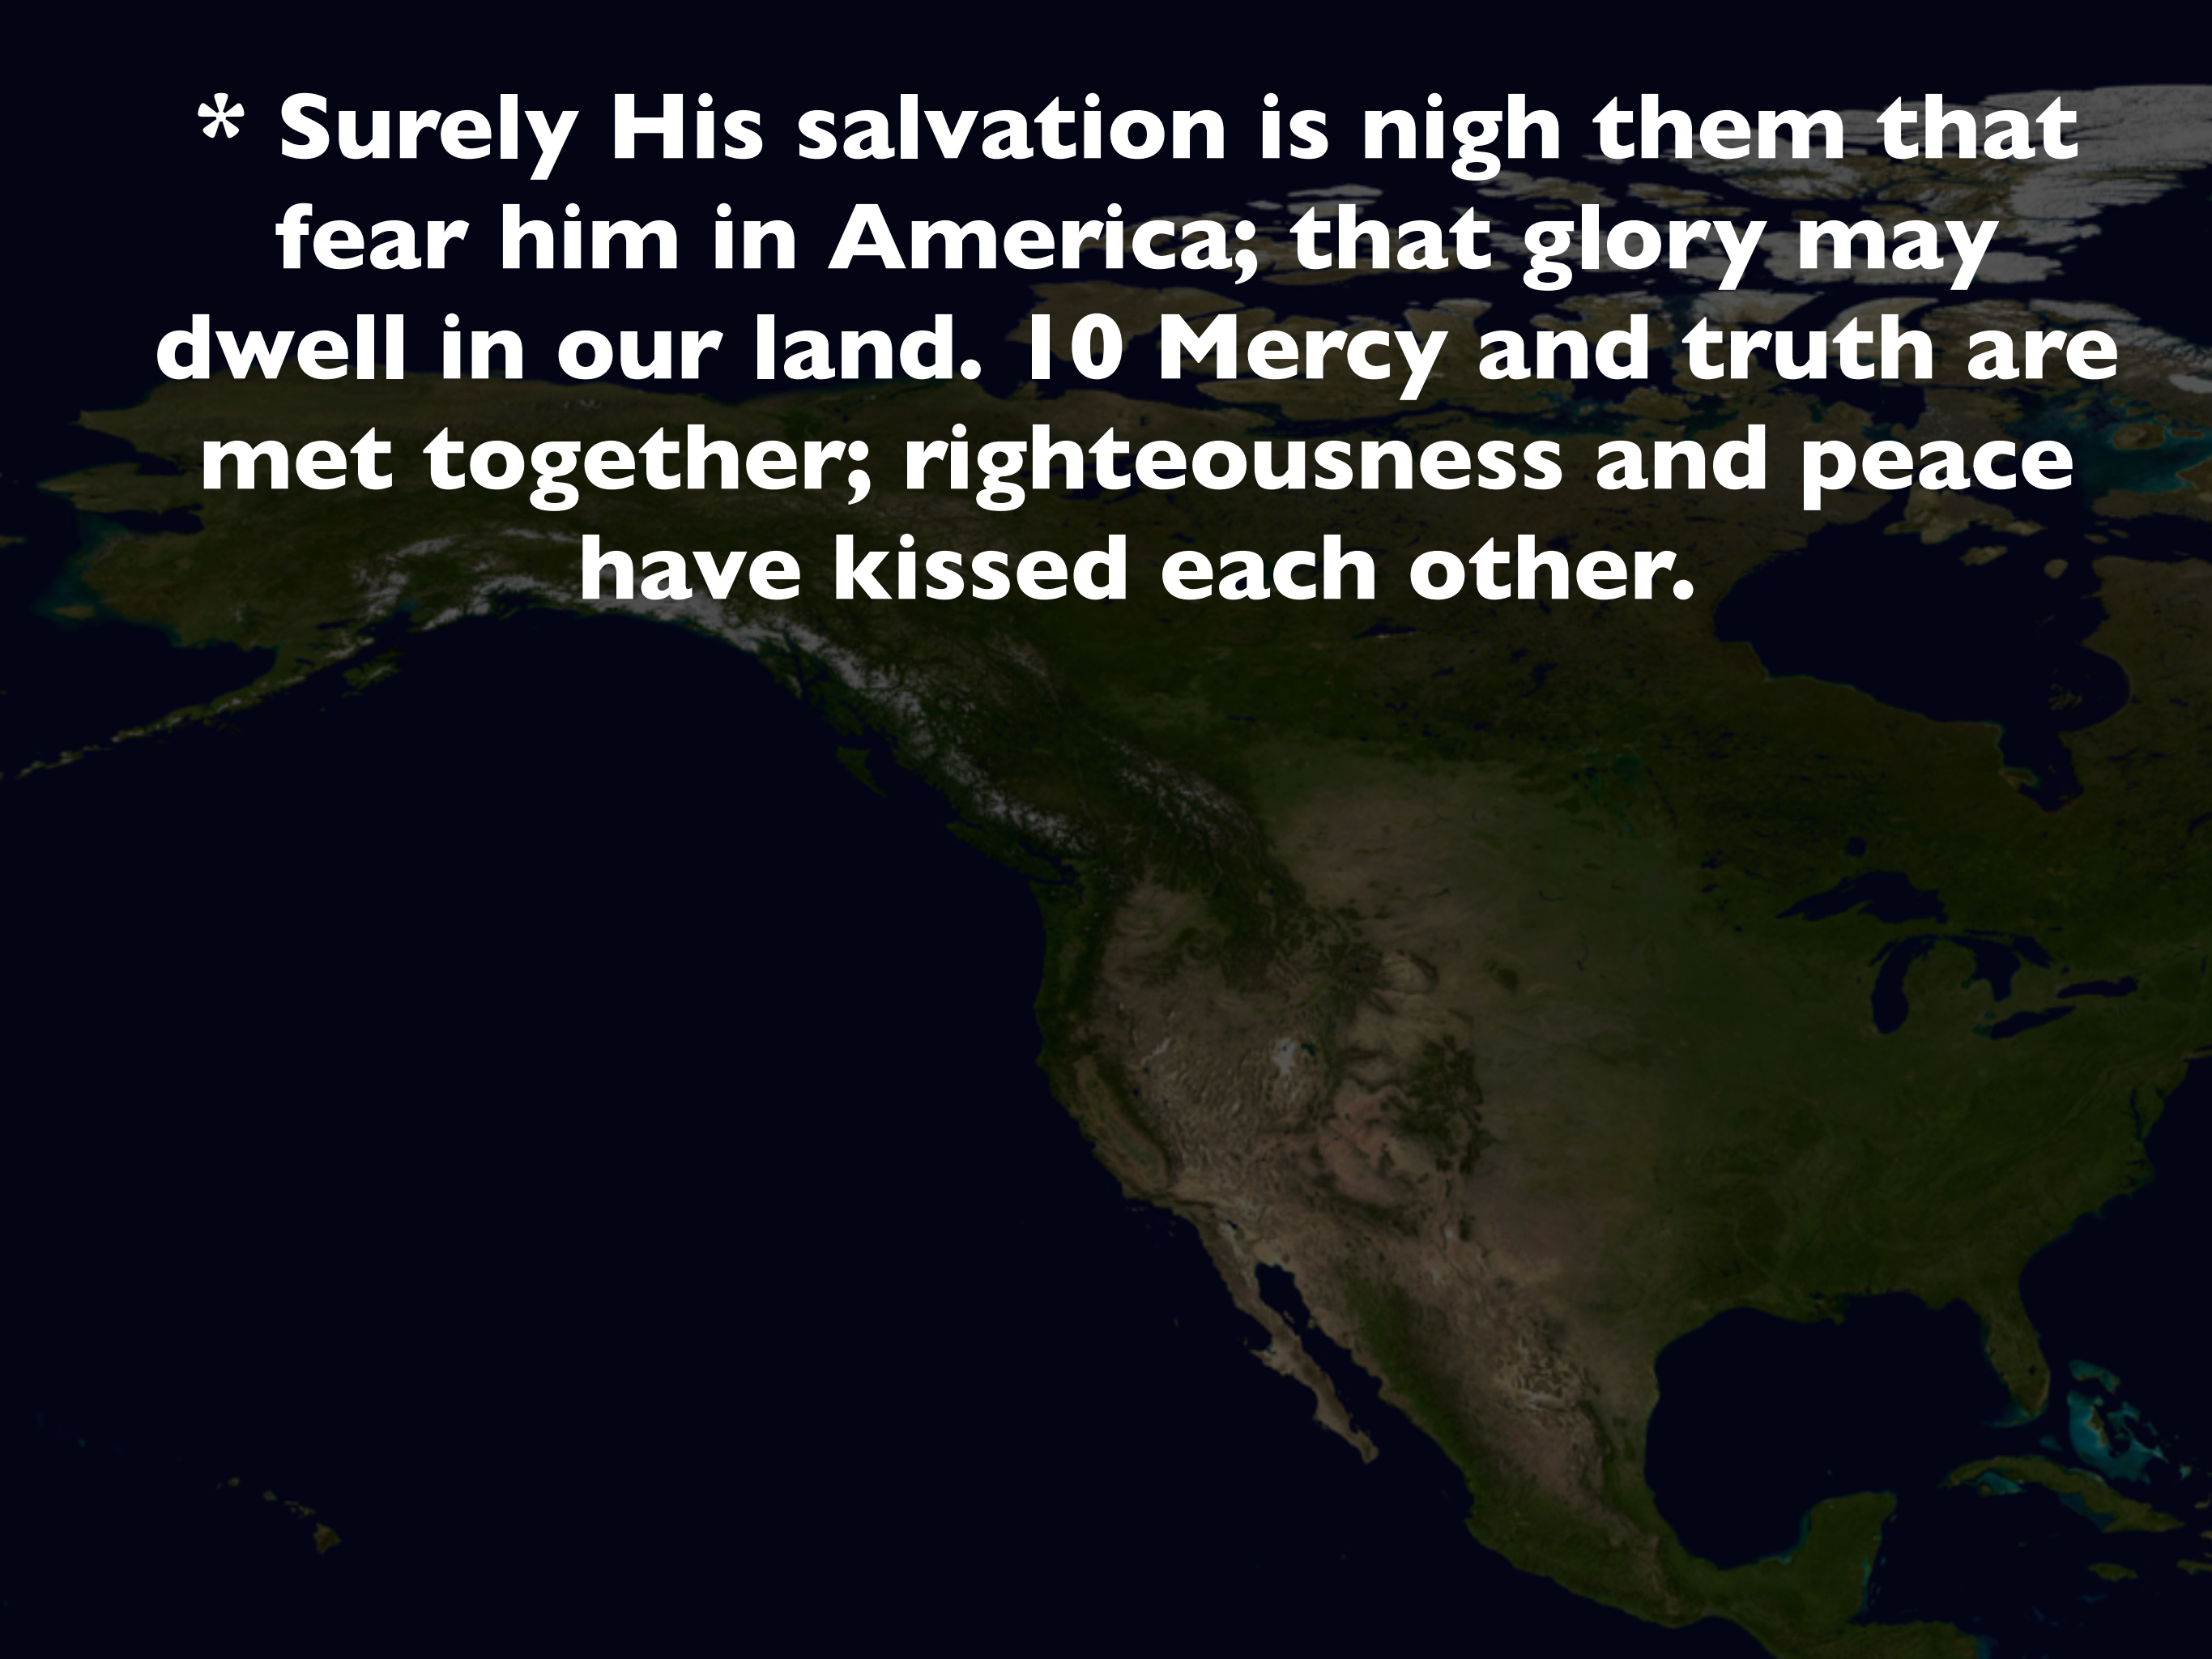 * Surely His salvation is nigh them that
fear him in America; that glory may
dwell in our land. 10 Mercy and truth are
met together; righteousness and peace
have kissed each other.